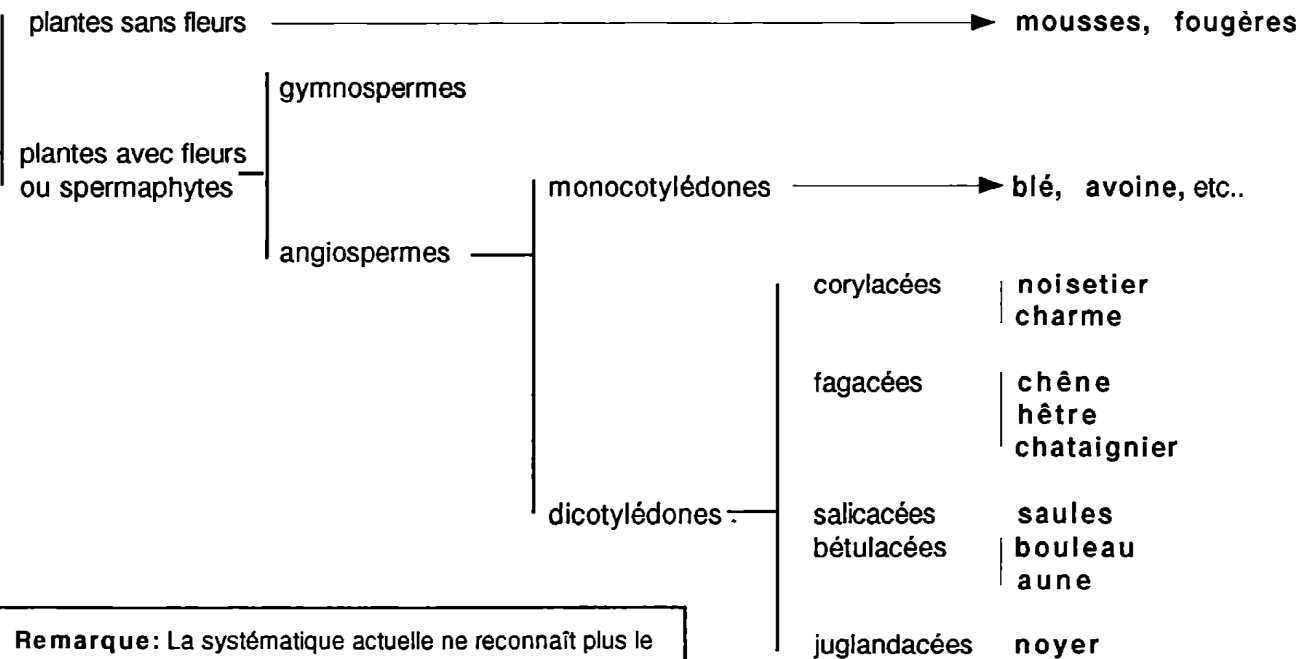 plantes sans fleurs mousses, fougères
gymnospermes
plantes avec fleurs
ou spermaphytes
monocotylédones blé, avoine, etc..
angiospermes
corylacées noisetier
charme
fagacées chêne
hêtre
chataignier
dicotylédones salicacées saules
bétulacées bouleau
aune
Remarque: La systématique actuelle ne reconnaît plus le
juglandacées noyer